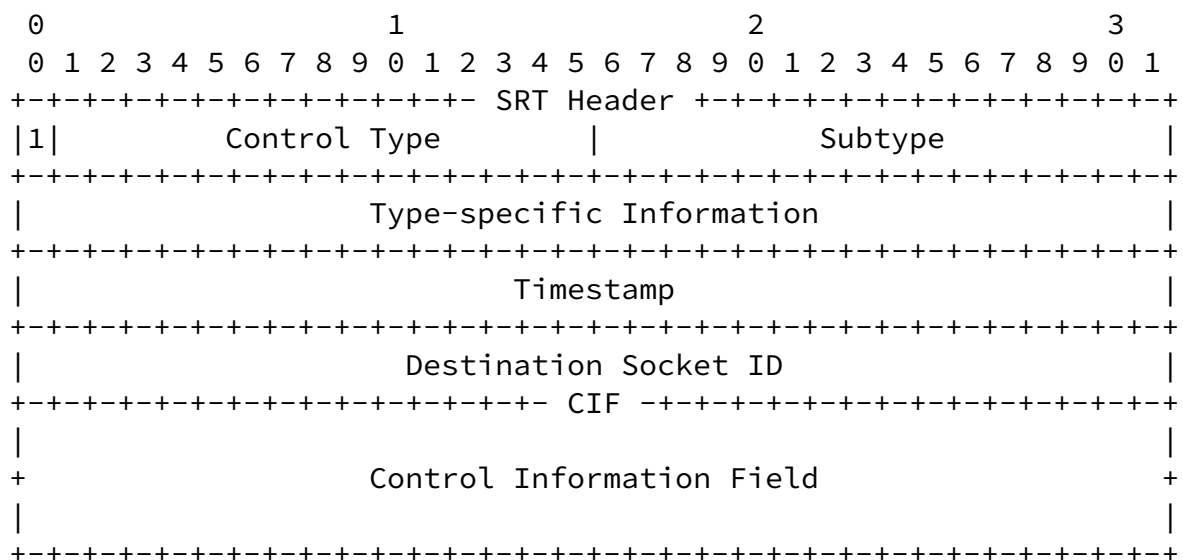 0                   1                   2                   3
 0 1 2 3 4 5 6 7 8 9 0 1 2 3 4 5 6 7 8 9 0 1 2 3 4 5 6 7 8 9 0 1
+-+-+-+-+-+-+-+-+-+-+-+-+- SRT Header +-+-+-+-+-+-+-+-+-+-+-+-+-+
|1|         Control Type        |            Subtype            |
+-+-+-+-+-+-+-+-+-+-+-+-+-+-+-+-+-+-+-+-+-+-+-+-+-+-+-+-+-+-+-+-+
|                   Type-specific Information                   |
+-+-+-+-+-+-+-+-+-+-+-+-+-+-+-+-+-+-+-+-+-+-+-+-+-+-+-+-+-+-+-+-+
|                           Timestamp                           |
+-+-+-+-+-+-+-+-+-+-+-+-+-+-+-+-+-+-+-+-+-+-+-+-+-+-+-+-+-+-+-+-+
|                     Destination Socket ID                     |
+-+-+-+-+-+-+-+-+-+-+-+-+-+-+- CIF -+-+-+-+-+-+-+-+-+-+-+-+-+-+-+
|                                                               |
+                   Control Information Field                   +
|                                                               |
+-+-+-+-+-+-+-+-+-+-+-+-+-+-+-+-+-+-+-+-+-+-+-+-+-+-+-+-+-+-+-+-+